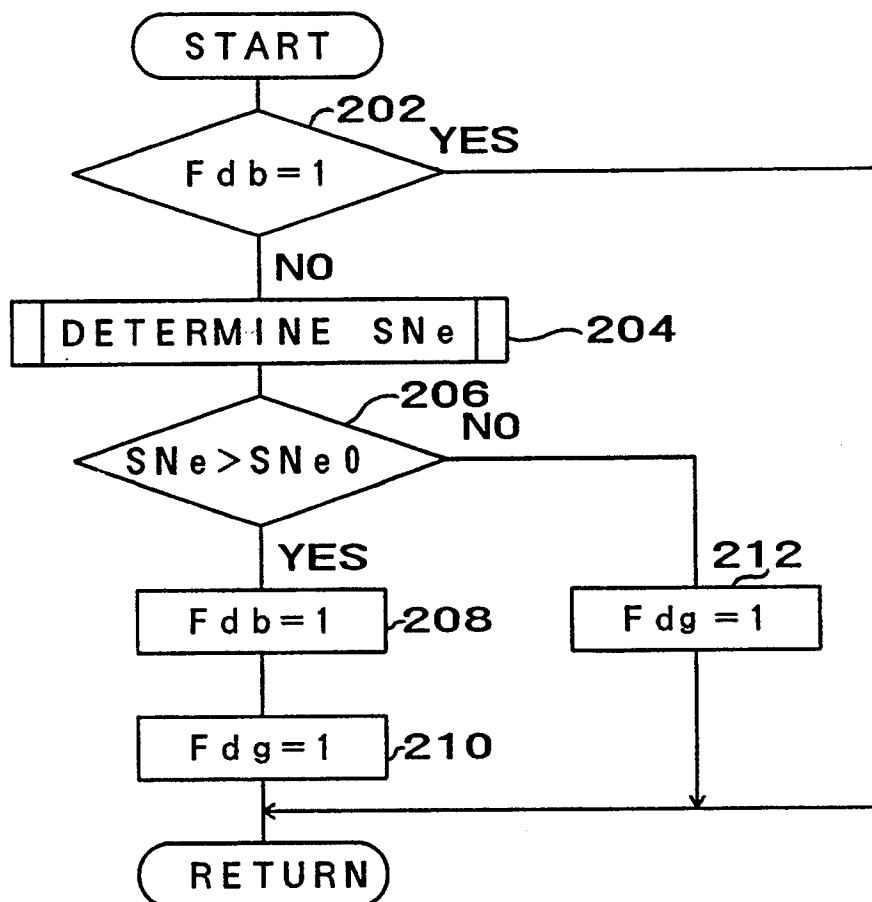 START
202
YES
Fdb=1
NO
DETERMINE SNe
204
206
NO
SNe>SNe0
YES
212
Fdb=1
208
Fdg=1
Fdg=1
210
RETURN